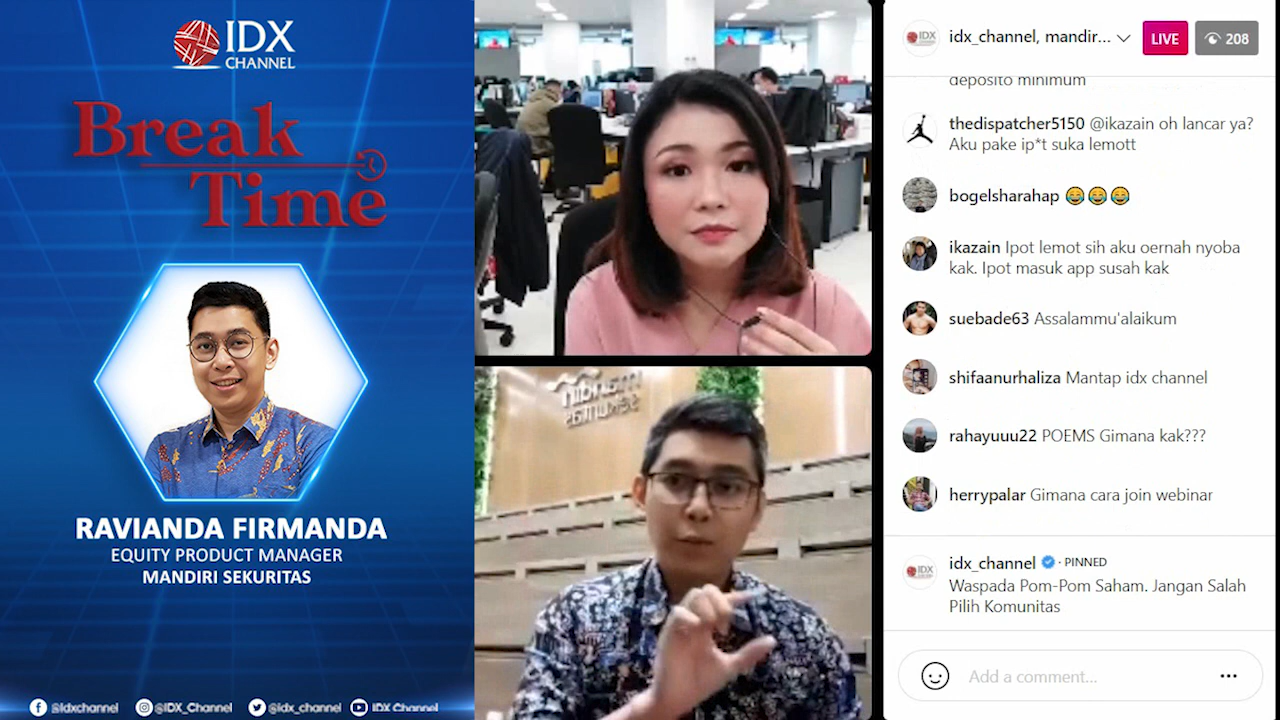 IDX
CHANNEL
Break
Time
RAVIANDA FIRMANDA
EQUITY PRODUCT MANAGER
MANDIRI SEKURITAS
@idxchannel @IDX_Channel @idx_channel IDX Channel
mandiri
sekuritas
idx_channel, mandir...
LIVE
208
deposito minimum
thedispatcher5150 @ikazain oh lancar ya?
Aku pake ip*t suka lemott
bogelsharahap 😂😂😂
ikazain Ipot lemot sih aku oernah nyoba
kak. Ipot masuk app susah kak
suebade63 Assalammu'alaikum
shifaanurhaliza Mantap idx channel
rahayuuu22 POEMS Gimana kak???
herrypalar Gimana cara join webinar
idx_channel · PINNED
Waspada Pom-Pom Saham. Jangan Salah
Pilih Komunitas
Add a comment...